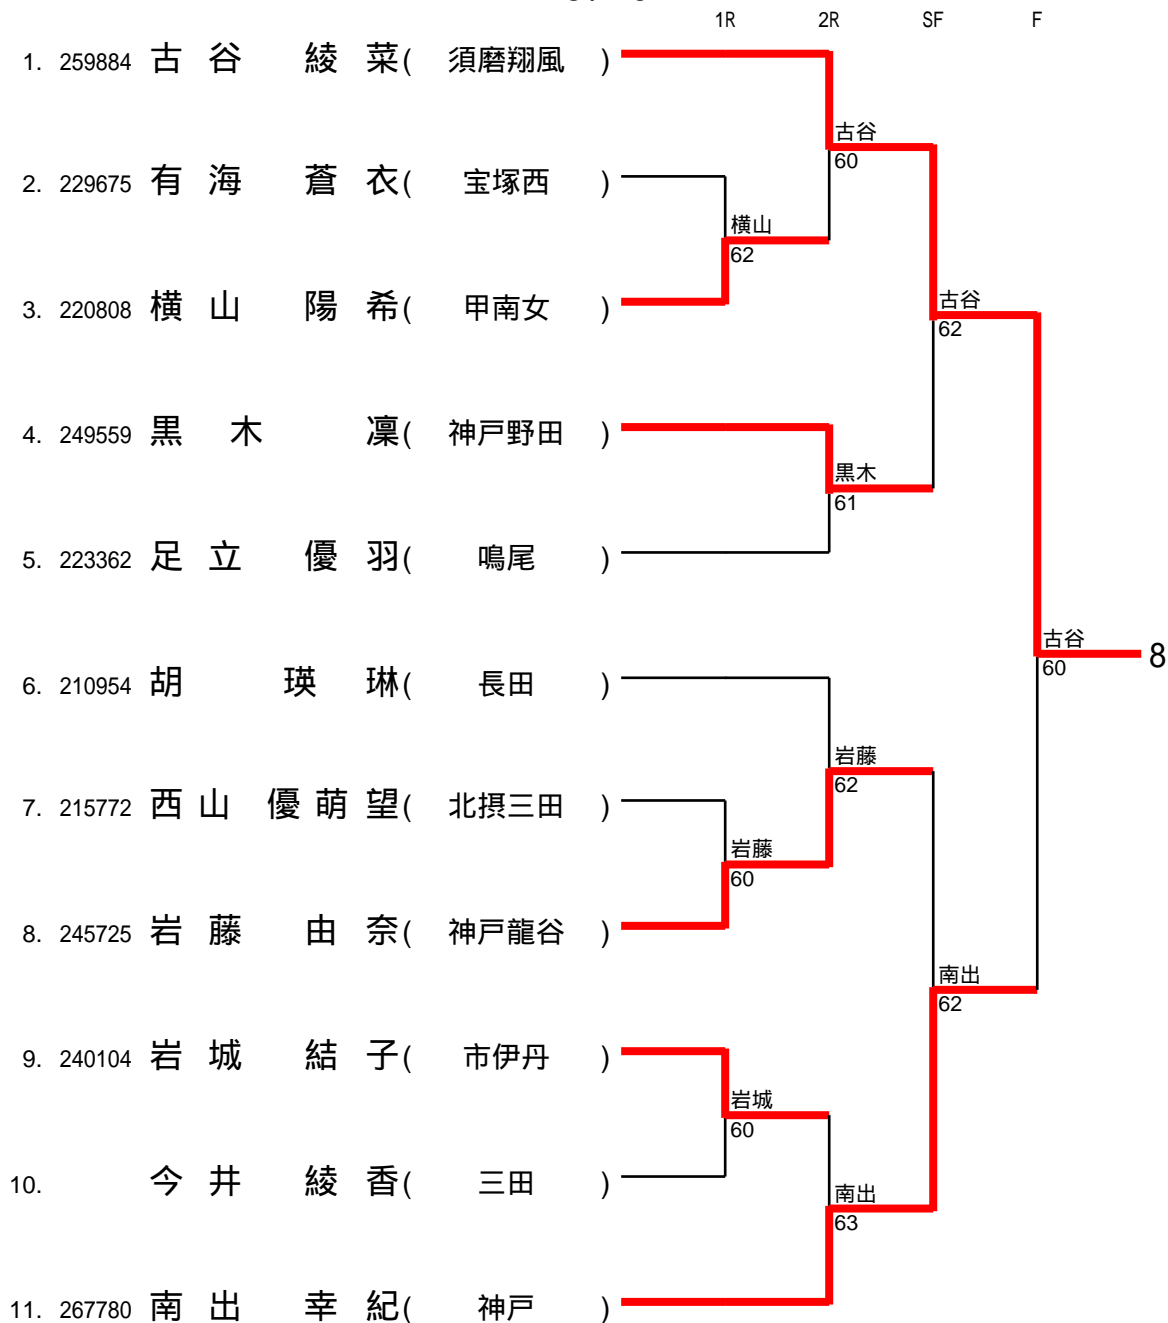 1R 2R SF F
1. 259884 古谷 綾菜( 須磨翔風 )
古谷
60
2. 229675 有海 蒼衣( 宝塚西 )
横山
62
3. 220808 横山 陽希( 甲南女 )
古谷
62
4. 249559 黒木 凜( 神戸野田 )
黒木
61
5. 223362 足立 優羽( 鳴尾 )
古谷
60
8
6. 210954 胡 瑛琳( 長田 )
岩藤
62
7. 215772 西山 優萌望( 北摂三田 )
岩藤
60
8. 245725 岩藤 由奈( 神戸龍谷 )
南出
62
9. 240104 岩城 結子( 市伊丹 )
岩城
60
10. 今井 綾香( 三田 )
南出
63
11. 267780 南出 幸紀( 神戸 )